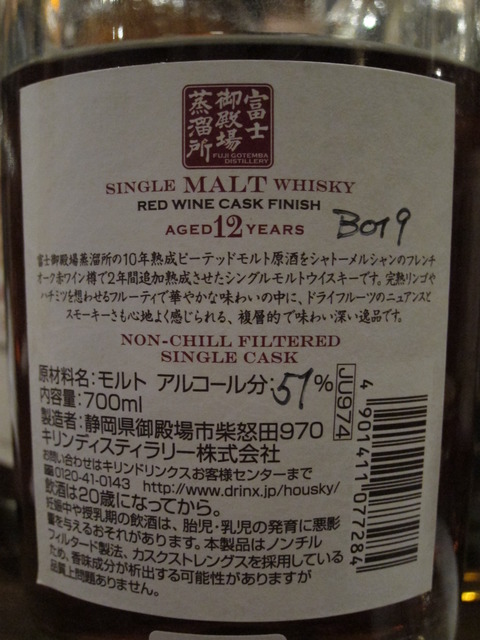 富士
御殿場
蒸溜所
FUJI GOTEMBA
DISTILLERY
SINGLE MALT WHISKY
RED WINE CASK FINISH
AGED 12 YEARS
Bot 9
富士御殿場蒸溜所の10年熟成ピーテッドモルト原酒をシャトーメルシャンのフレンチ
オーク赤ワイン樽で2年間追加熟成させたシングルモルトウイスキーです。完熟リンゴや
ハチミツを想わせるフルーティで華やかな味わいの中に、ドライフルーツのニュアンスと
スモーキーさも心地よく感じられる、複層的で味わい深い逸品です。
NON-CHILL FILTERED
SINGLE CASK
原材料名:モルト アルコール分:57%
内容量:700ml
製造者:静岡県御殿場市柴怒田970
キリンディスティラリー株式会社
お問い合わせはキリンドリンクスお客様センターまで
0120-41-0143 http://www.drinx.jp/housky/
飲酒は20歳になってから。
妊娠中や授乳期の飲酒は、胎児・乳児の発育に悪影
響を与えるおそれがあります。本製品はノンチル
フィルタード製法、カスクストレングスを採用している
ため、香味成分が析出する可能性がありますが
品質上問題ありません。
JU974
4 901411 077284